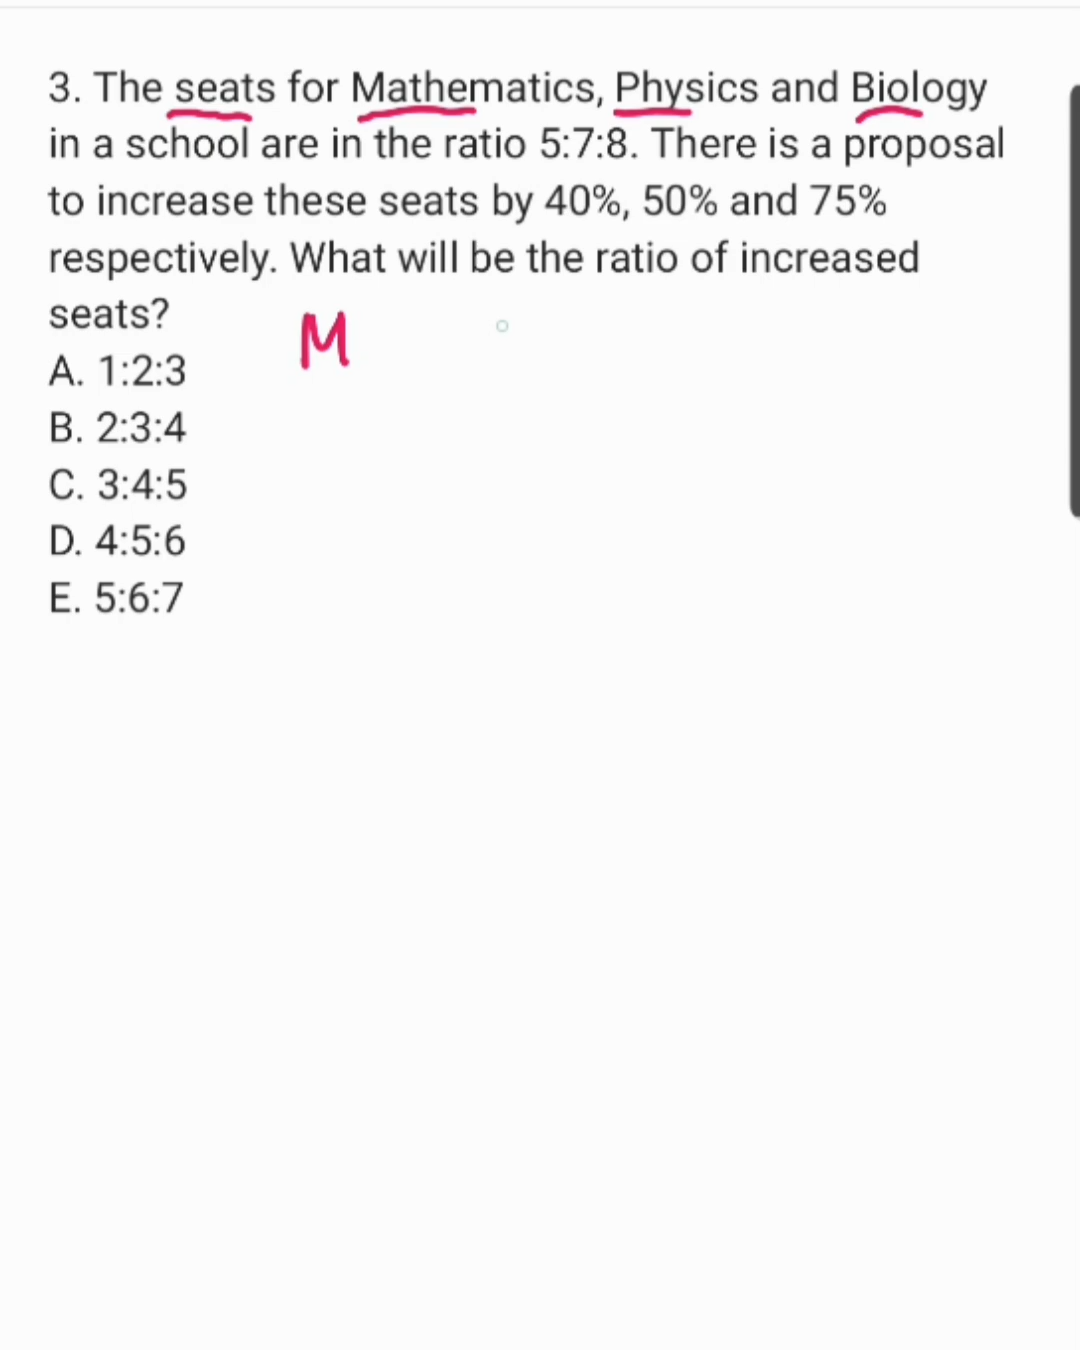 3. The seats for Mathematics, Physics and Biology
in a school are in the ratio 5:7:8. There is a proposal
to increase these seats by 40%, 50% and 75%
respectively. What will be the ratio of increased
seats?
M
A. 1:2:3
B. 2:3:4
C. 3:4:5
D. 4:5:6
E. 5:6:7